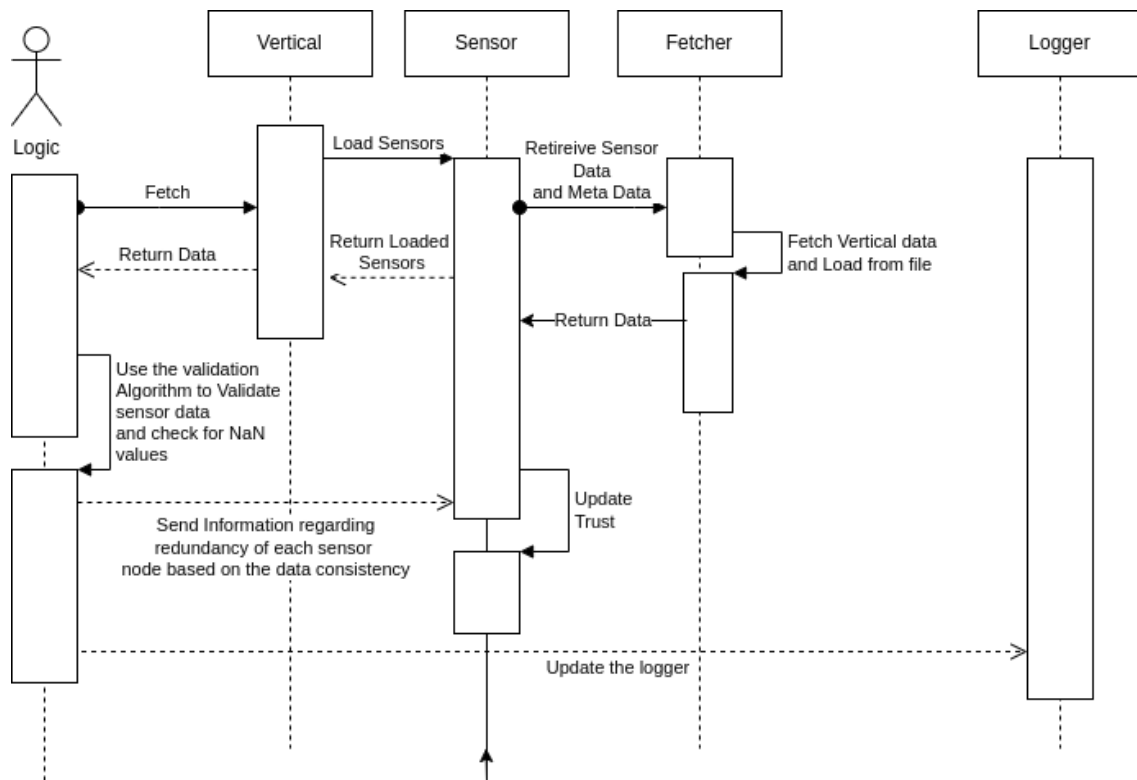 Vertical
Sensor
Fetcher
Logger
Logic
Load Sensors
Retireive Sensor
Data
and Meta Data
Fetch
Return Data
Return Loaded
Sensors
Fetch Vertical data
and Load from file
Return Data
Use the validation
Algorithm to Validate
sensor data
and check for NaN
values
Update
Trust
Send Information regarding
redundancy of each sensor
node based on the data consistency
Update the logger